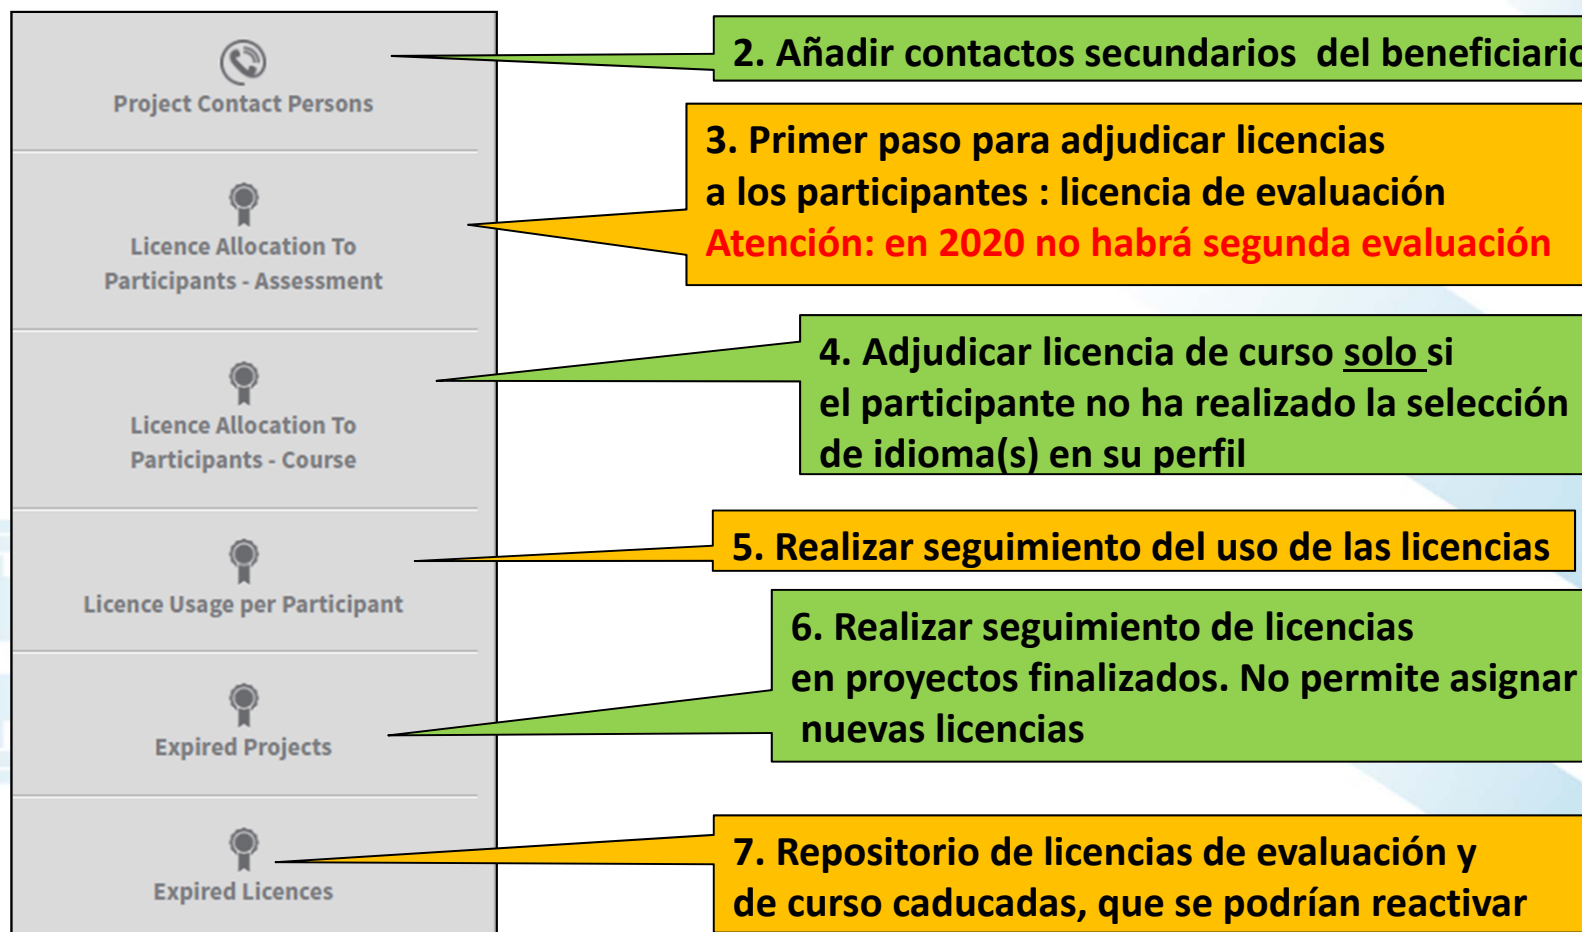 Project Contact Persons
2. Añadir contactos secundarios  del beneficiario
3. Primer paso para adjudicar licencias
a los participantes : licencia de evaluación
Atención: en 2020 no habrá segunda evaluación
Licence Allocation To
Participants - Assessment
4. Adjudicar licencia de curso solo si
el participante no ha realizado la selección
de idioma(s) en su perfil
Licence Allocation To
Participants - Course
5. Realizar seguimiento del uso de las licencias
Licence Usage per Participant
6. Realizar seguimiento de licencias
en proyectos finalizados. No permite asignar
nuevas licencias
Expired Projects
7. Repositorio de licencias de evaluación y
de curso caducadas, que se podrían reactivar
Expired Licences